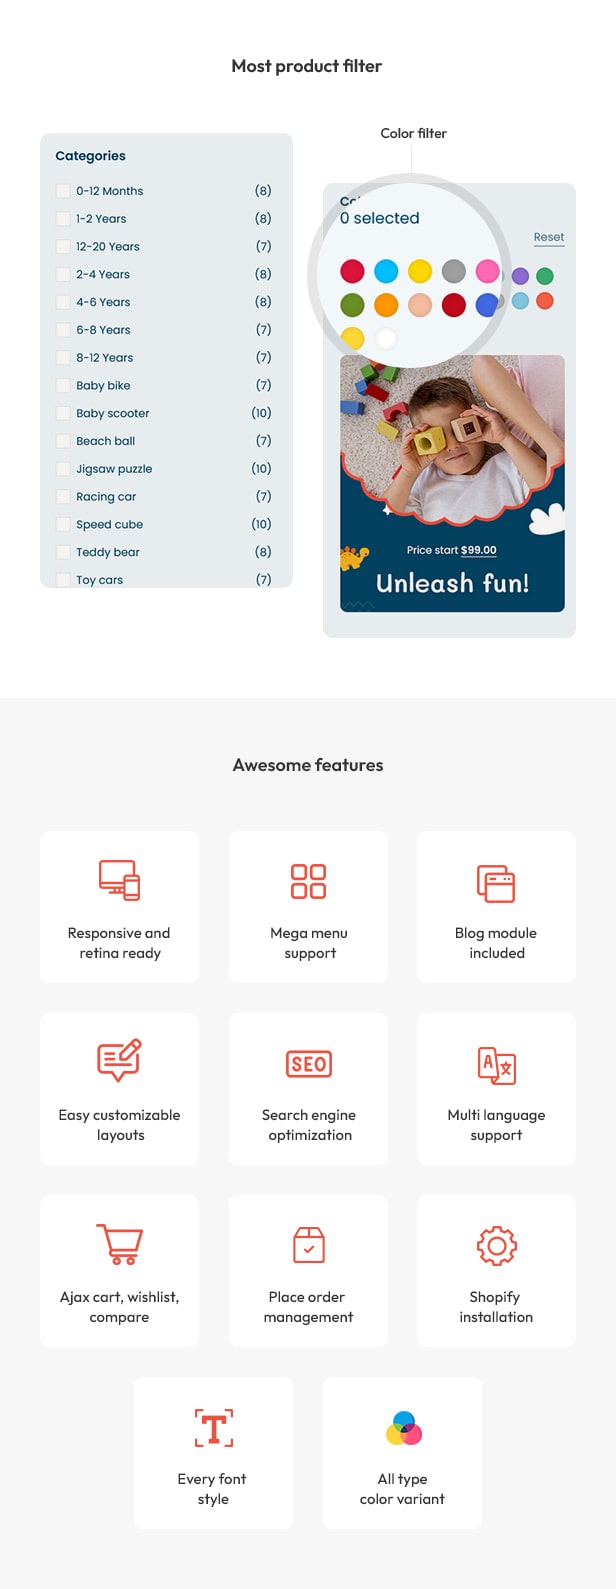 Most product filter
Categories
0-12 Months (8)
1-2 Years (8)
12-20 Years (7)
2-4 Years (8)
4-6 Years (8)
6-8 Years (7)
8-12 Years (7)
Baby bike (7)
Baby scooter (10)
Beach ball (7)
Jigsaw puzzle (10)
Racing car (7)
Speed cube (10)
Teddy bear (8)
Toy cars (7)
Color filter
0 selected
Reset
Price start $99.00
Unleash fun!
Awesome features
Responsive and
retina ready
Mega menu
support
Blog module
included
Easy customizable
layouts
SEO
Search engine
optimization
A
文
Multi language
support
Ajax cart, wishlist,
compare
Place order
management
Shopify
installation
T
Every font
style
All type
color variant